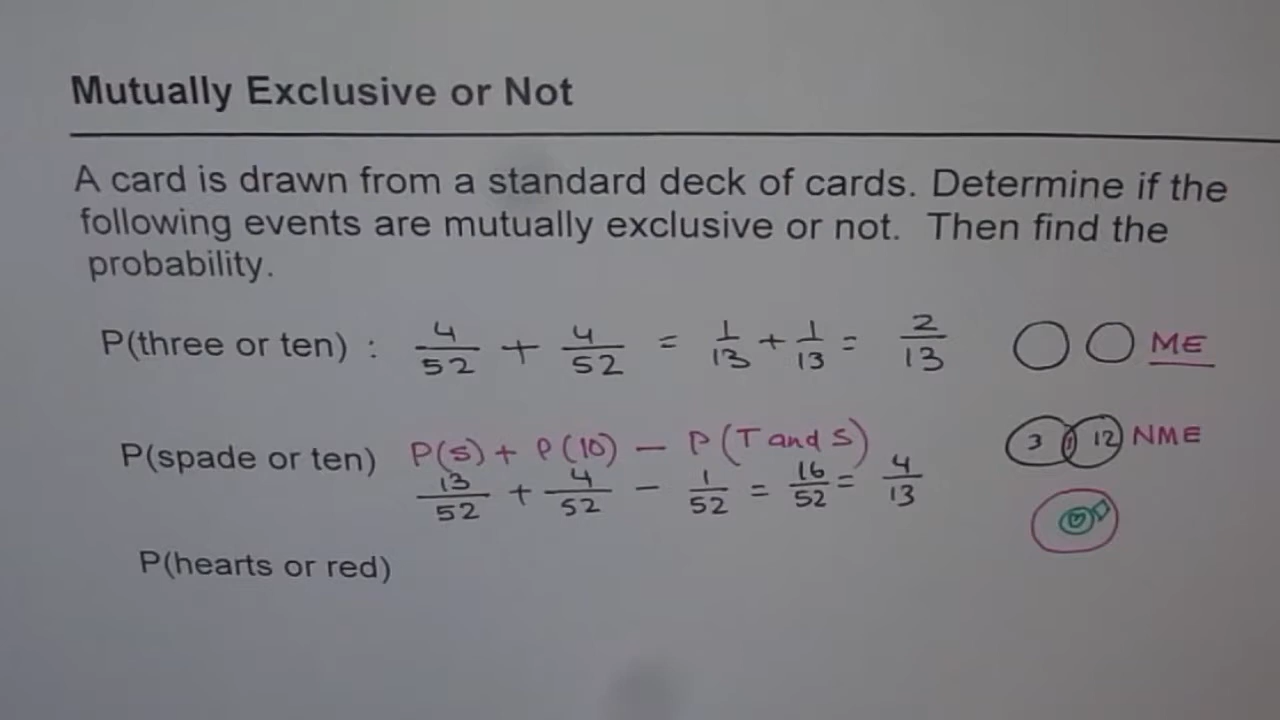 Mutually Exclusive or Not
A card is drawn from a standard deck of cards. Determine if the
following events are mutually exclusive or not. Then find the
probability.
P(three or ten) : 4/52 + 4/52 = 1/13 + 1/13 = 2/13 ME
P(spade or ten) P(S) + P(10) − P(T and S) 3 1 12 NME
13/52 + 4/52 − 1/52 = 16/52 = 4/13
P(hearts or red)